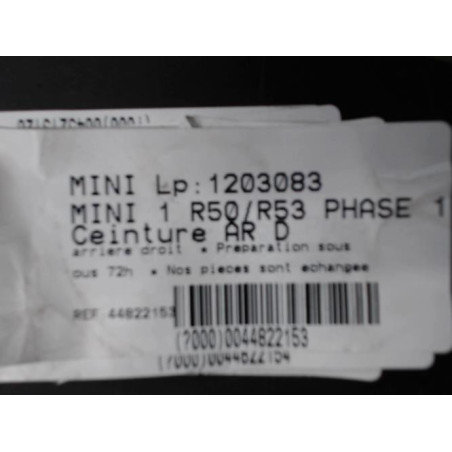 MINI Lp:1203083
MINI 1 R50/R53 PHASE 1
Ceinture AR D
arriere droit • Preparation sous
ous 72h • Nos pieces sont echangee
REF 44822153
(7000)0044822153
(7000)0044822154